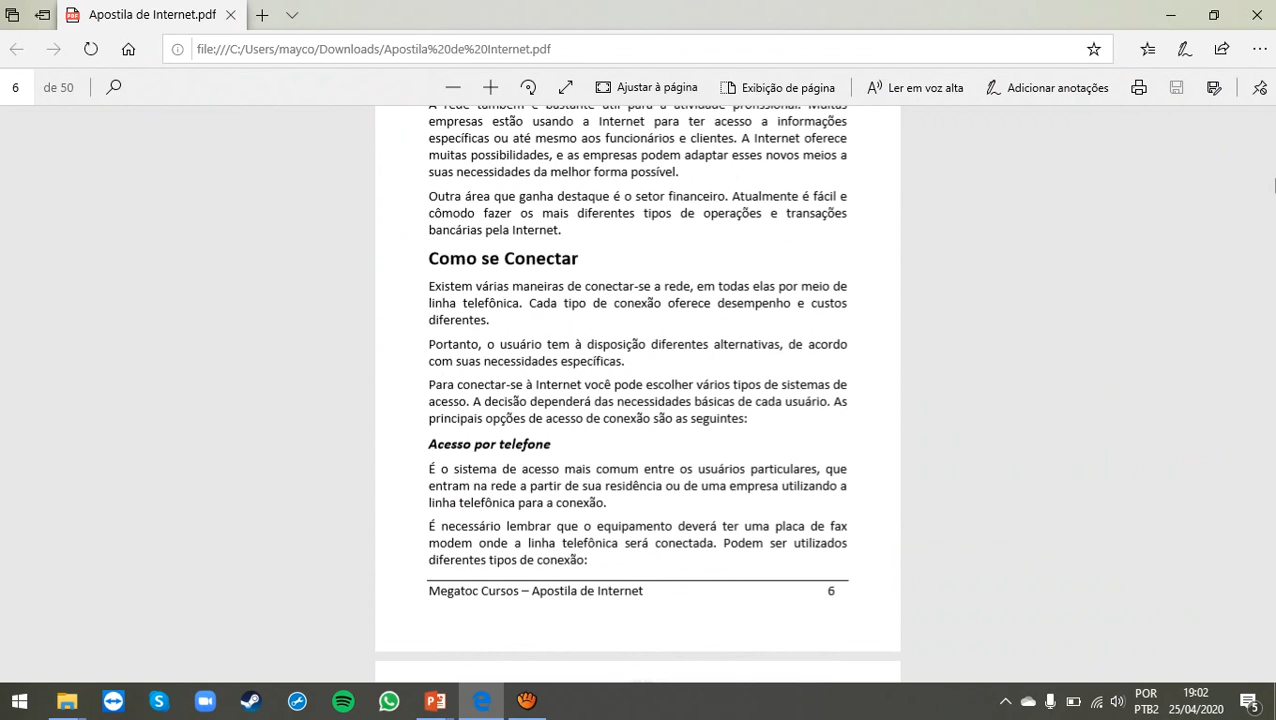 Apostila de Internet.pdf
file:///C:/Users/mayco/Downloads/Apostila%20de%20Internet.pdf
6 de 50 Ajustar à página Exibição de página Ler em voz alta Adicionar anotações
A rede também é bastante útil para a atividade profissional. Muitas
empresas estão usando a Internet para ter acesso a informações
específicas ou até mesmo aos funcionários e clientes. A Internet oferece
muitas possibilidades, e as empresas podem adaptar esses novos meios a
suas necessidades da melhor forma possível.
Outra área que ganha destaque é o setor financeiro. Atualmente é fácil e
cômodo fazer os mais diferentes tipos de operações e transações
bancárias pela Internet.
Como se Conectar
Existem várias maneiras de conectar-se a rede, em todas elas por meio de
linha telefônica. Cada tipo de conexão oferece desempenho e custos
diferentes.
Portanto, o usuário tem à disposição diferentes alternativas, de acordo
com suas necessidades específicas.
Para conectar-se à Internet você pode escolher vários tipos de sistemas de
acesso. A decisão dependerá das necessidades básicas de cada usuário. As
principais opções de acesso de conexão são as seguintes:
Acesso por telefone
É o sistema de acesso mais comum entre os usuários particulares, que
entram na rede a partir de sua residência ou de uma empresa utilizando a
linha telefônica para a conexão.
É necessário lembrar que o equipamento deverá ter uma placa de fax
modem onde a linha telefônica será conectada. Podem ser utilizados
diferentes tipos de conexão:
Megatoc Cursos – Apostila de Internet 6
POR 19:02
PTB2 25/04/2020 5